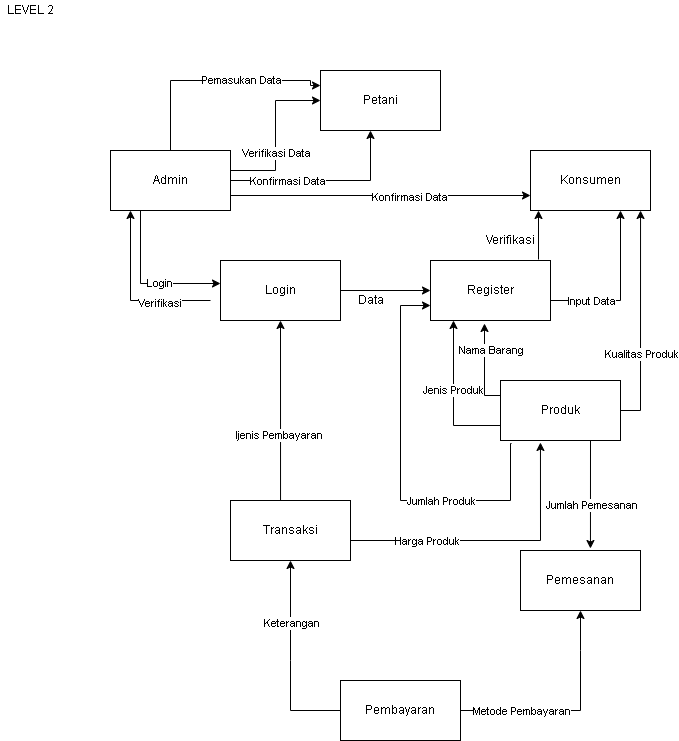 LEVEL 2
Pemasukan Data
Petani
Verifikasi Data
Admin
Konfirmasi Data
Konsumen
Konfirmasi Data
Verifikasi
Login
Verifikasi
Login
Data
Register
Input Data
Nama Barang
Kualitas Produk
Jenis Produk
Produk
Ijenis Pembayaran
Jumlah Produk
Jumlah Pemesanan
Transaksi
Harga Produk
Pemesanan
Keterangan
Pembayaran
Metode Pembayaran